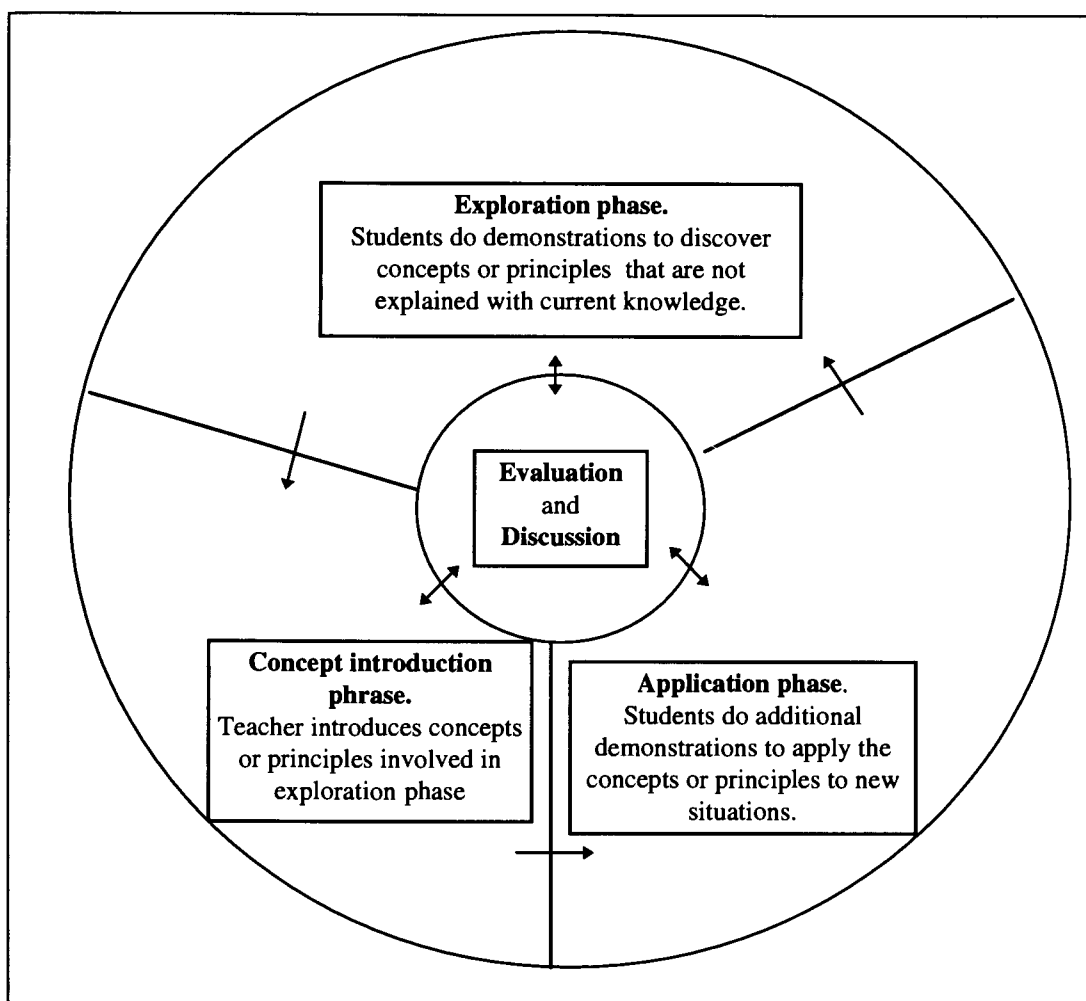 Exploration phase.
Students do demonstrations to discover
concepts or principles that are not
explained with current knowledge.
Evaluation
and
Discussion
Concept introduction
phrase.
Teacher introduces concepts
or principles involved in
exploration phase
Application phase.
Students do additional
demonstrations to apply the
concepts or principles to new
situations.